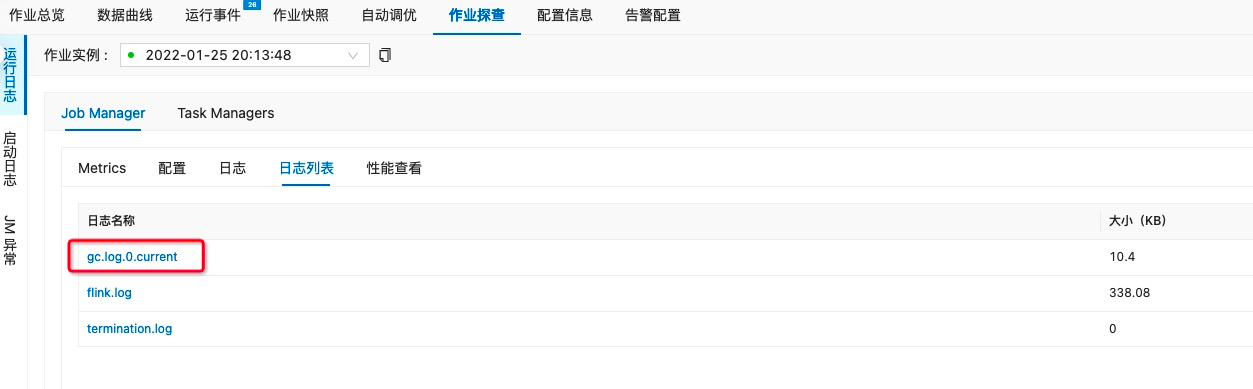 作业总览 数据曲线 运行事件 26 作业快照 自动调优 作业探查 配置信息 告警配置
运行日志
作业实例： 2022-01-25 20:13:48
启动日志
JM 异常
Job Manager Task Managers
Metrics 配置 日志 日志列表 性能查看
日志名称 大小（KB）
gc.log.0.current 10.4
flink.log 338.08
termination.log 0